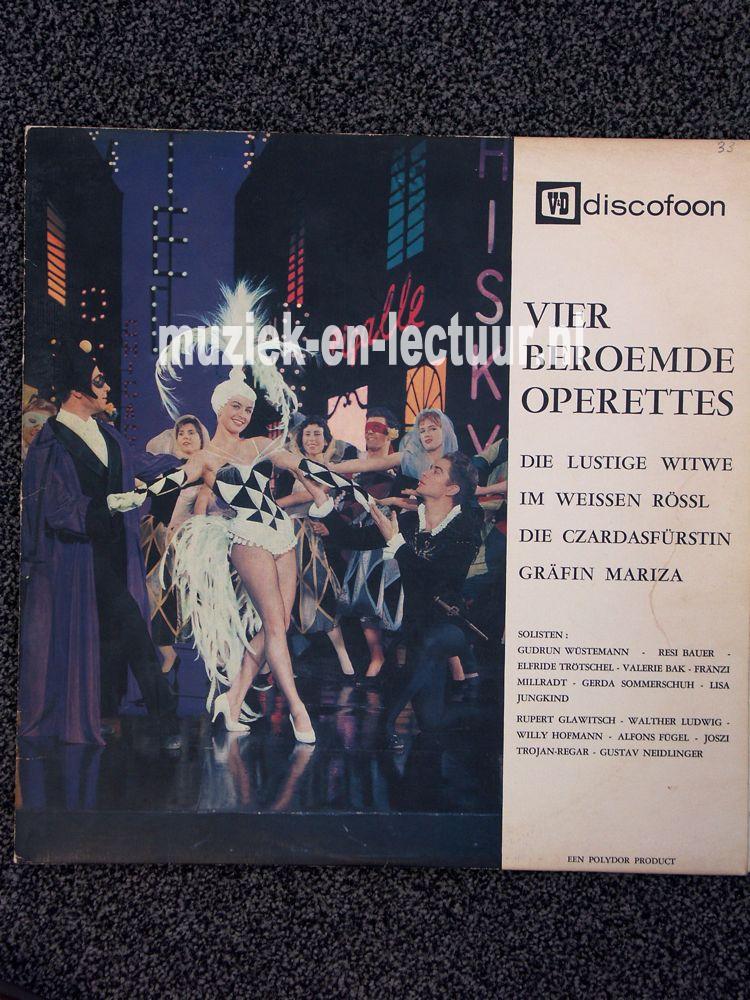 33
V&D discofoon
HISKY
galle
muziek-en-lectuur.nl
VIER
BEROEMDE
OPERETTES
DIE LUSTIGE WITWE
IM WEISSEN RÖSSL
DIE CZARDASFÜRSTIN
GRÄFIN MARIZA
SOLISTEN :
GUDRUN WÜSTEMANN - RESI BAUER -
ELFRIDE TRÖTSCHEL - VALERIE BAK - FRÄNZI
MILLRADT - GERDA SOMMERSCHUH - LISA
JUNGKIND
RUPERT GLAWITSCH - WALTHER LUDWIG -
WILLY HOFMANN - ALFONS FÜGEL - JOSZI
TROJAN-REGAR - GUSTAV NEIDLINGER
EEN POLYDOR PRODUCT